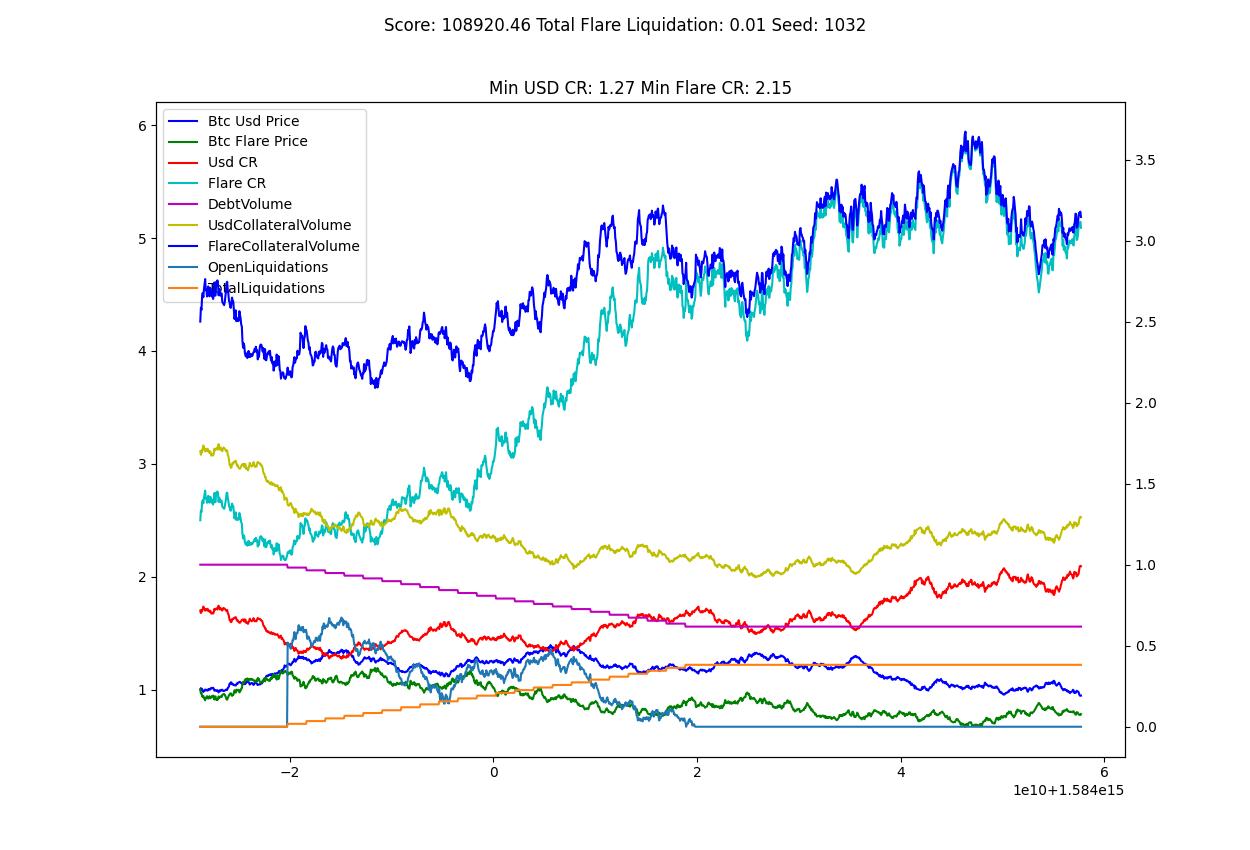 Score: 108920.46 Total Flare Liquidation: 0.01 Seed: 1032
Min USD CR: 1.27 Min Flare CR: 2.15
Btc Usd Price
Btc Flare Price
Usd CR
Flare CR
DebtVolume
UsdCollateralVolume
FlareCollateralVolume
OpenLiquidations
TotalLiquidations
6
5
4
3
2
1
3.5
3.0
2.5
2.0
1.5
1.0
0.5
0.0
−2
0
2
4
6
1e10+1.584e15